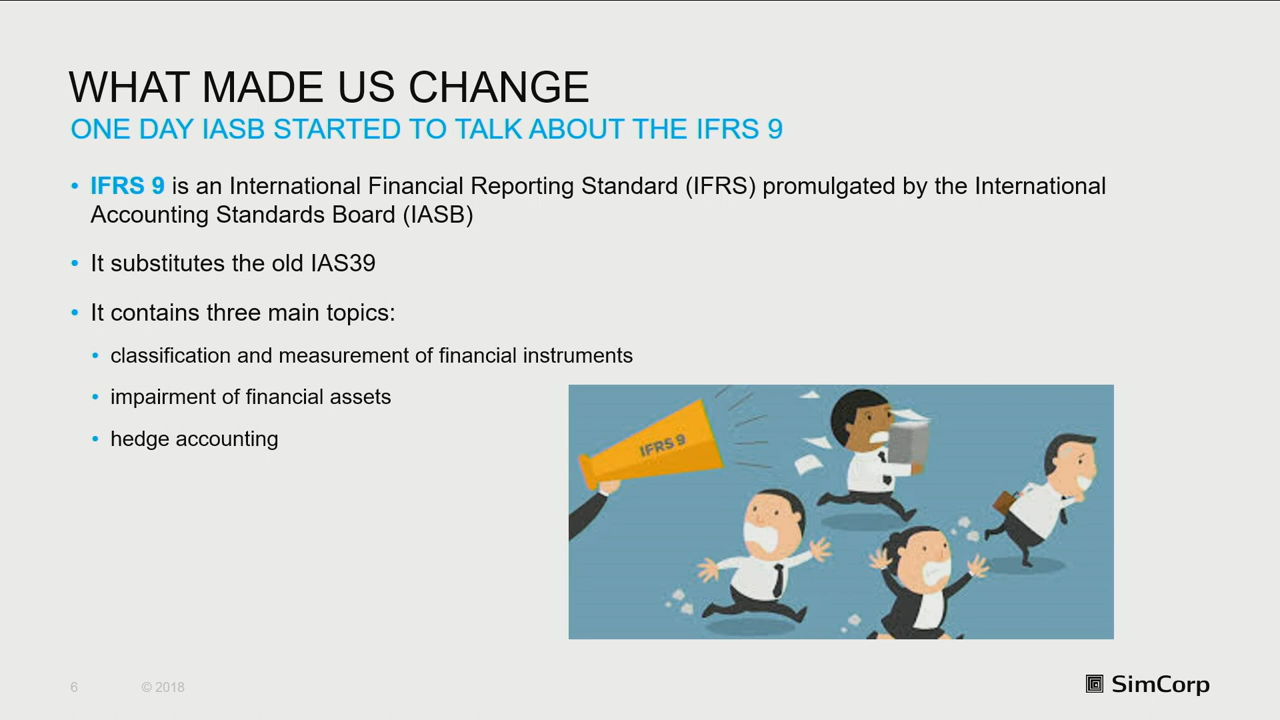 WHAT MADE US CHANGE
ONE DAY IASB STARTED TO TALK ABOUT THE IFRS 9
• IFRS 9 is an International Financial Reporting Standard (IFRS) promulgated by the International
Accounting Standards Board (IASB)
• It substitutes the old IAS39
• It contains three main topics:
• classification and measurement of financial instruments
• impairment of financial assets
• hedge accounting
IFRS 9
6 © 2018
SimCorp